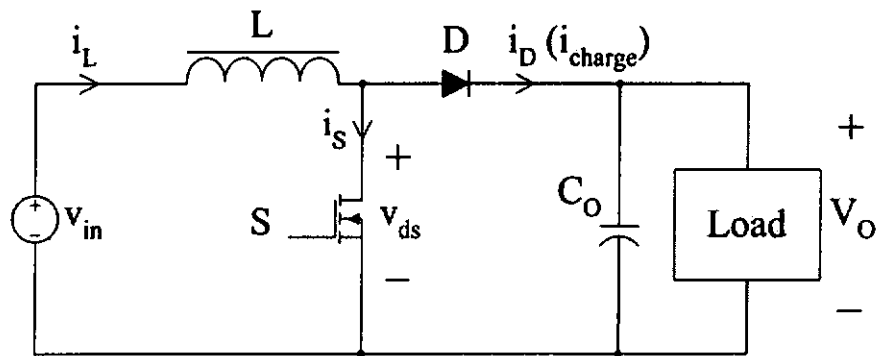 i_L
L
D
i_D (i_charge)
i_S
+
+
+
-
v_in
S
v_ds
C_O
Load
V_O
−
−